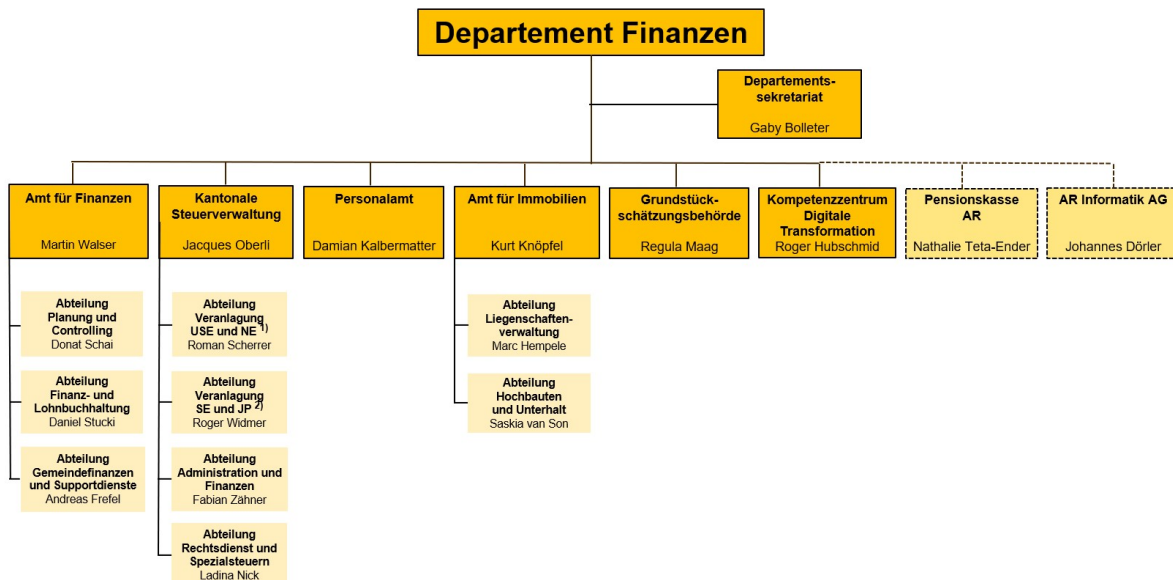 Departement Finanzen
Departements-
sekretariat
Gaby Bolleter
Amt für Finanzen
Martin Walser
Kantonale
Steuerverwaltung
Jacques Oberli
Personalamt
Damian Kalbermatter
Amt für Immobilien
Kurt Knöpfel
Grundstück-
schätzungsbehörde
Regula Maag
Kompetenzzentrum
Digitale
Transformation
Roger Hubschmid
Pensionskasse
AR
Nathalie Teta-Ender
AR Informatik AG
Johannes Dörler
Abteilung
Planung und
Controlling
Donat Schai
Abteilung
Finanz- und
Lohnbuchhaltung
Daniel Stucki
Abteilung
Gemeindefinanzen
und Supportdienste
Andreas Frefel
Abteilung
Veranlagung
USE und NE 1)
Roman Scherrer
Abteilung
Veranlagung
SE und JP 2)
Roger Widmer
Abteilung
Administration und
Finanzen
Fabian Zähner
Abteilung
Rechtsdienst und
Spezialsteuern
Ladina Nick
Abteilung
Liegenschaften-
verwaltung
Marc Hempele
Abteilung
Hochbauten
und Unterhalt
Saskia van Son